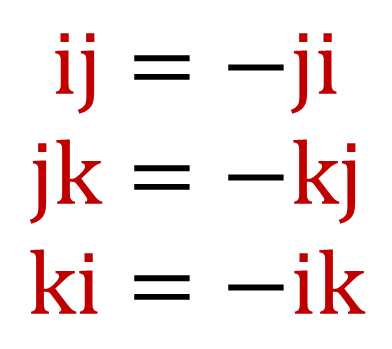 ij = −ji
jk = −kj
ki = −ik